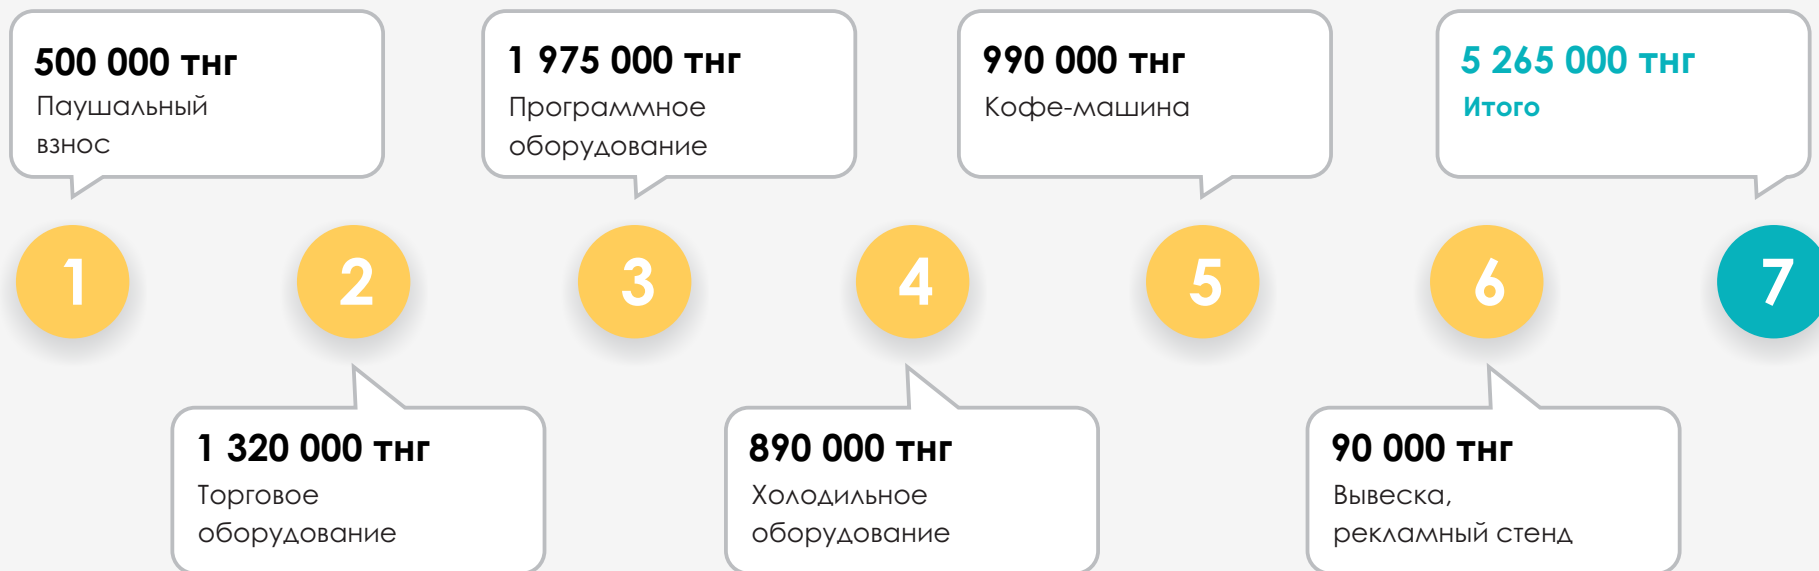 500 000 тнг
Паушальный
взнос
1 975 000 тнг
Программное
оборудование
990 000 тнг
Кофе-машина
5 265 000 тнг
Итого
1
2
3
4
5
6
7
1 320 000 тнг
Торговое
оборудование
890 000 тнг
Холодильное
оборудование
90 000 тнг
Вывеска,
рекламный стенд